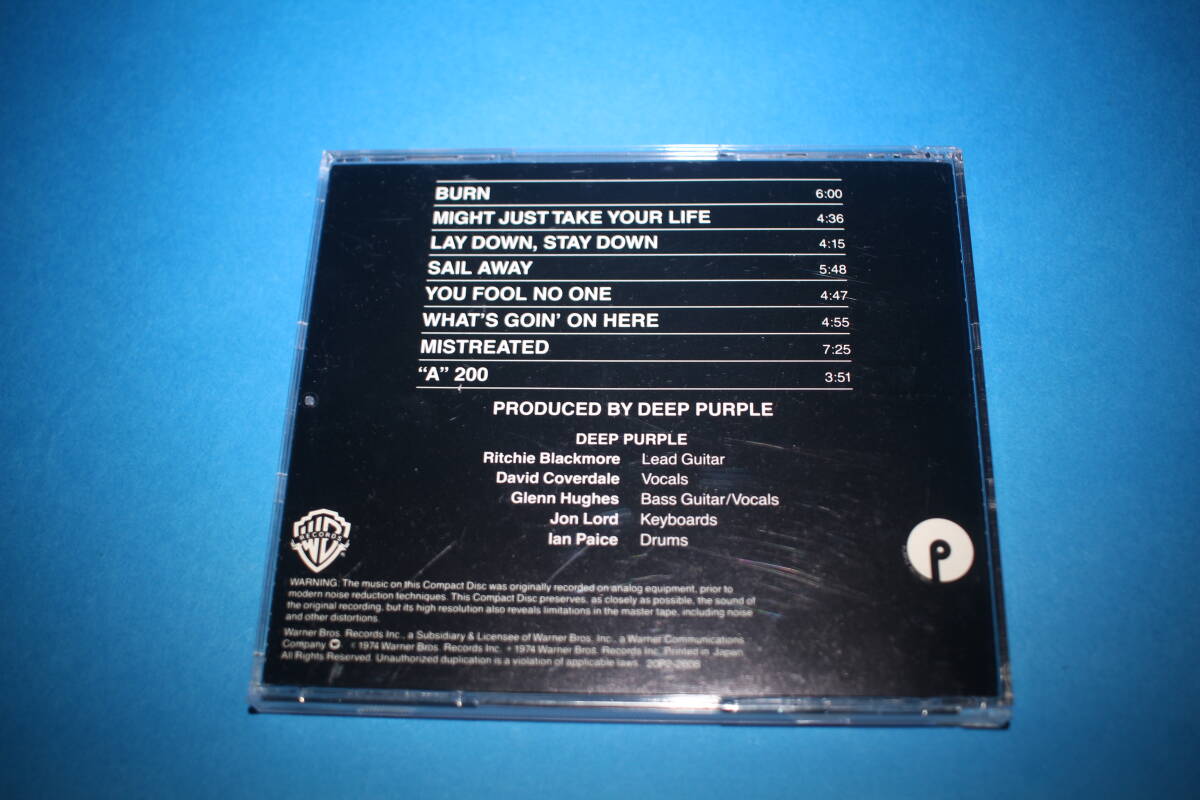 BURN 6:00
MIGHT JUST TAKE YOUR LIFE 4:36
LAY DOWN, STAY DOWN 4:15
SAIL AWAY 5:48
YOU FOOL NO ONE 4:47
WHAT'S GOIN' ON HERE 4:55
MISTREATED 7:25
“A” 200 3:51
PRODUCED BY DEEP PURPLE
DEEP PURPLE
Ritchie Blackmore Lead Guitar
David Coverdale Vocals
Glenn Hughes Bass Guitar/Vocals
Jon Lord Keyboards
Ian Paice Drums
RECORDS
P
WARNING: The music on this Compact Disc was originally recorded on analog equipment, prior to
modern noise reduction techniques. This Compact Disc preserves, as closely as possible, the sound of
the original recording, but its high resolution also reveals limitations in the master tape, including noise
and other distortions.
Warner Bros. Records Inc., a Subsidiary & Licensee of Warner Bros. Inc., a Warner Communications
Company 1974 Warner Bros. Records Inc. 1974 Warner Bros. Records Inc. Printed in Japan
All Rights Reserved. Unauthorized duplication is a violation of applicable laws. 20P2-2608